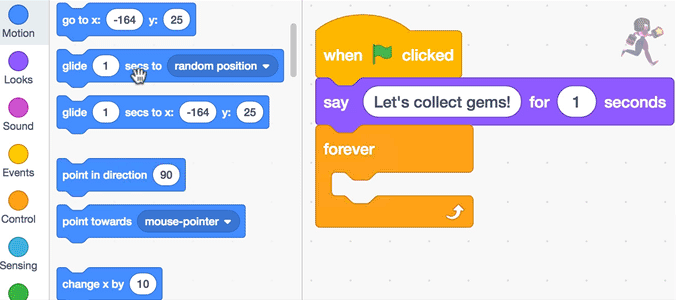 Motion
Looks
Sound
Events
Control
Sensing
go to x: -164 y: 25
glide 1 secs to random position
glide 1 secs to x: -164 y: 25
point in direction 90
point towards mouse-pointer
change x by 10
when clicked
say Let's collect gems! for 1 seconds
forever